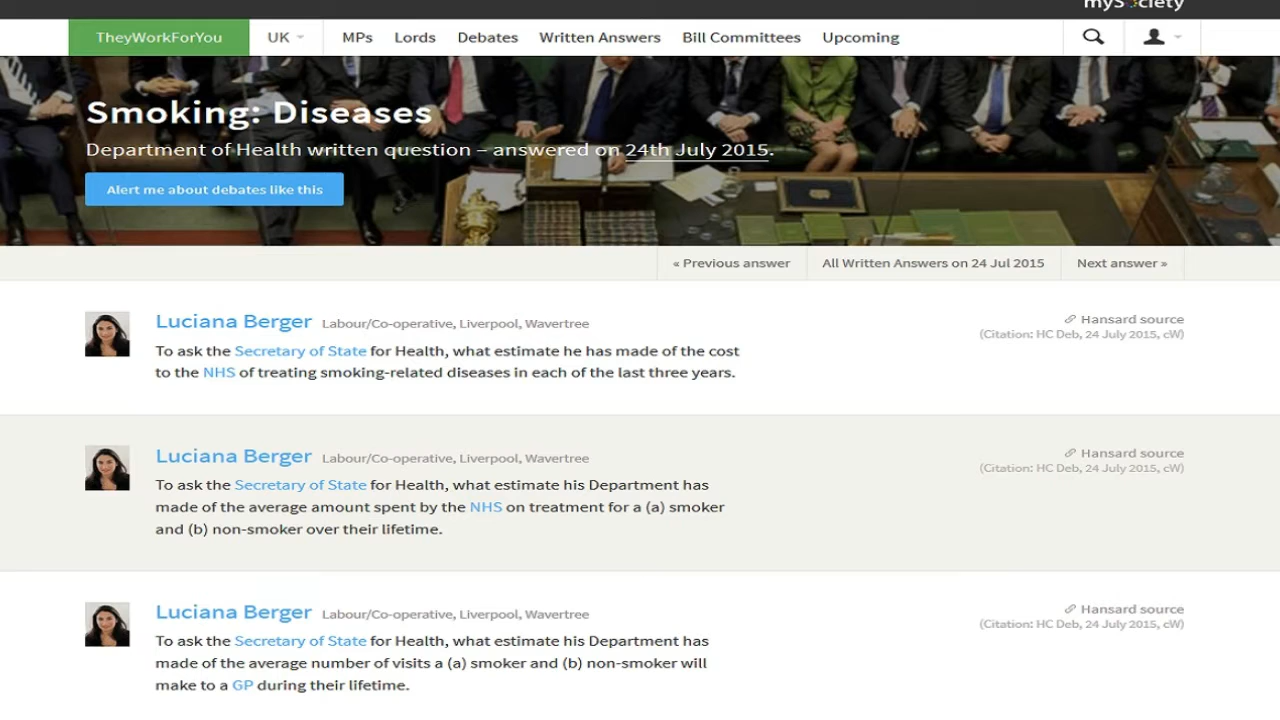 mySociety
TheyWorkForYou
UK
MPs
Lords
Debates
Written Answers
Bill Committees
Upcoming
Smoking: Diseases
Department of Health written question – answered on 24th July 2015.
Alert me about debates like this
« Previous answer
All Written Answers on 24 Jul 2015
Next answer »
Luciana Berger Labour/Co-operative, Liverpool, Wavertree
To ask the Secretary of State for Health, what estimate he has made of the cost
to the NHS of treating smoking-related diseases in each of the last three years.
Hansard source
(Citation: HC Deb, 24 July 2015, cW)
Luciana Berger Labour/Co-operative, Liverpool, Wavertree
To ask the Secretary of State for Health, what estimate his Department has
made of the average amount spent by the NHS on treatment for a (a) smoker
and (b) non-smoker over their lifetime.
Hansard source
(Citation: HC Deb, 24 July 2015, cW)
Luciana Berger Labour/Co-operative, Liverpool, Wavertree
To ask the Secretary of State for Health, what estimate his Department has
made of the average number of visits a (a) smoker and (b) non-smoker will
make to a GP during their lifetime.
Hansard source
(Citation: HC Deb, 24 July 2015, cW)